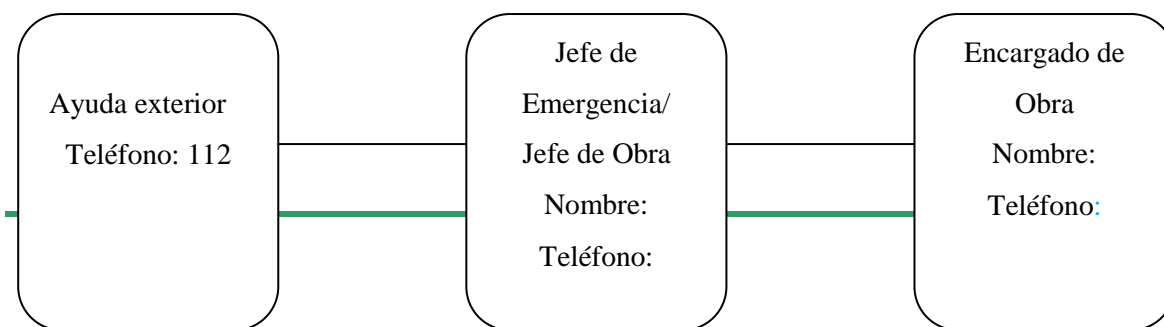 Ayuda exterior
Teléfono: 112
Jefe de
Emergencia/
Jefe de Obra
Nombre:
Teléfono:
Encargado de
Obra
Nombre:
Teléfono: